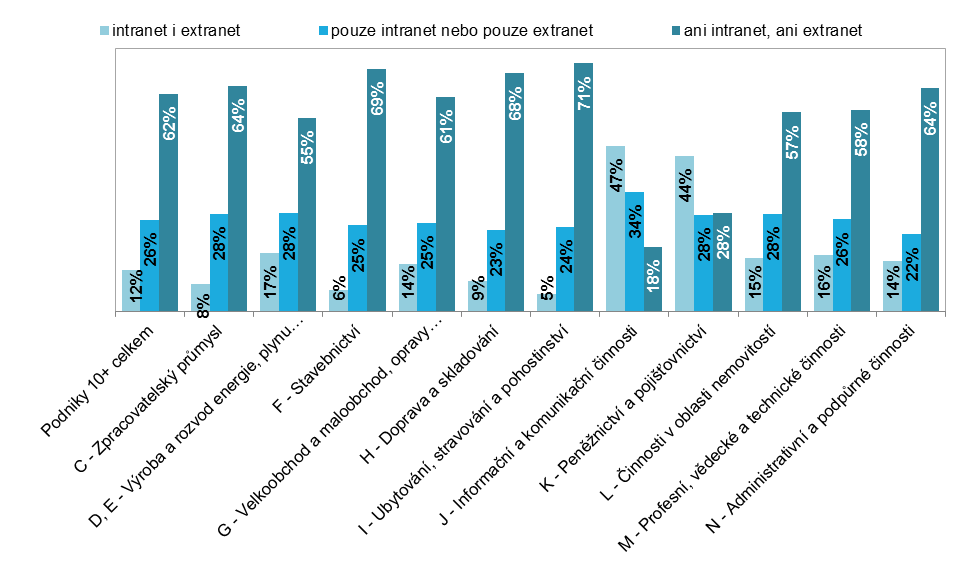 intranet i extranet
pouze intranet nebo pouze extranet
ani intranet, ani extranet
12%
26%
62%
8%
28%
64%
17%
28%
55%
6%
25%
69%
14%
25%
61%
9%
23%
68%
5%
24%
71%
47%
34%
18%
44%
28%
28%
15%
28%
57%
16%
26%
58%
14%
22%
64%
Podniky 10+ celkem
C - Zpracovatelský průmysl
D, E - Výroba a rozvod energie, plynu…
F - Stavebnictví
G - Velkoobchod a maloobchod, opravy…
H - Doprava a skladování
I - Ubytování, stravování a pohostinství
J - Informační a komunikační činnosti
K - Peněžnictví a pojišťovnictví
L - Činnosti v oblasti nemovitostí
M - Profesní, vědecké a technické činnosti
N - Administrativní a podpůrné činnosti